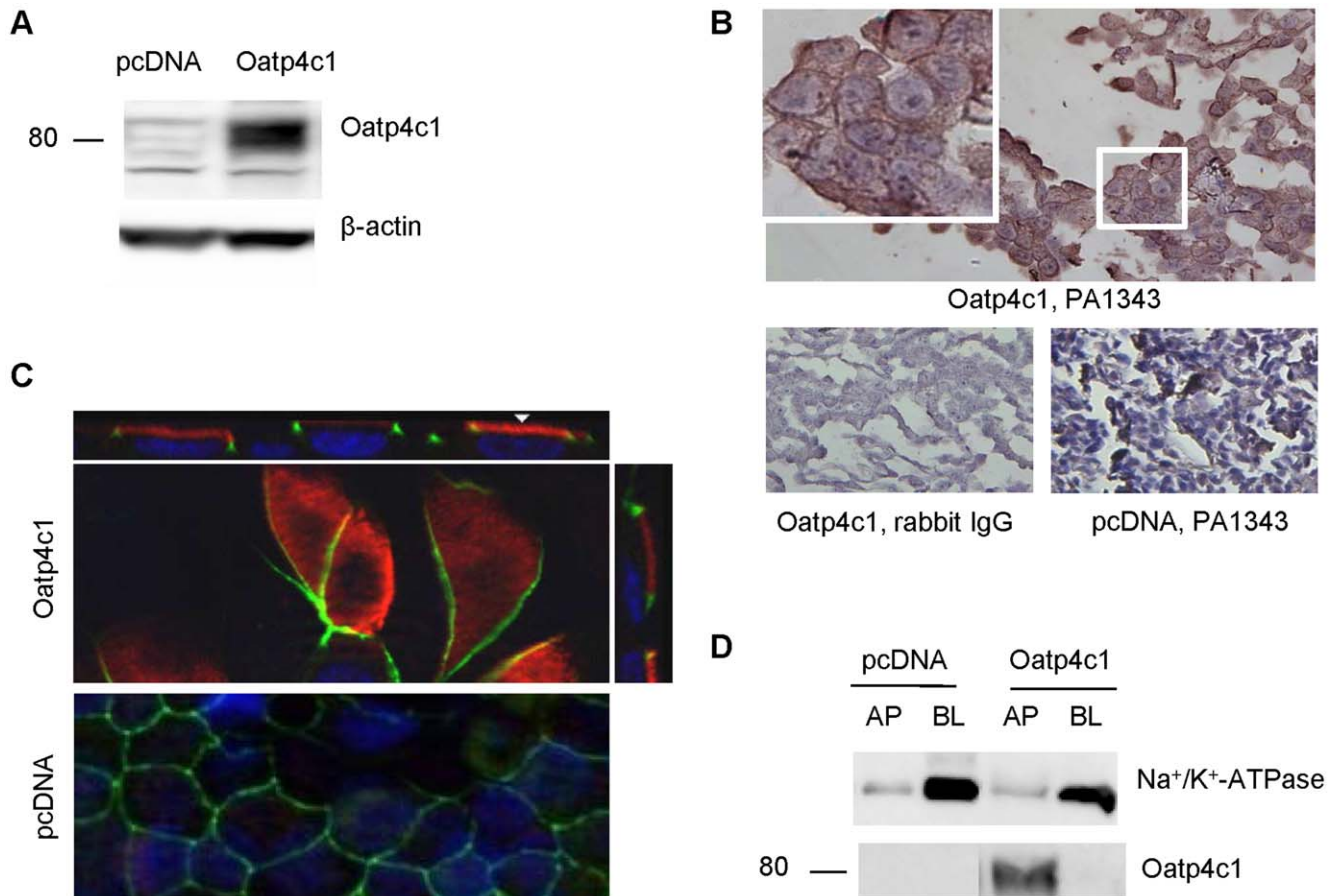 A
pcDNA Oatp4c1
80
Oatp4c1
β-actin
B
Oatp4c1, PA1343
Oatp4c1, rabbit IgG
pcDNA, PA1343
C
Oatp4c1
pcDNA
D
pcDNA Oatp4c1
AP BL AP BL
Na⁺/K⁺-ATPase
80
Oatp4c1